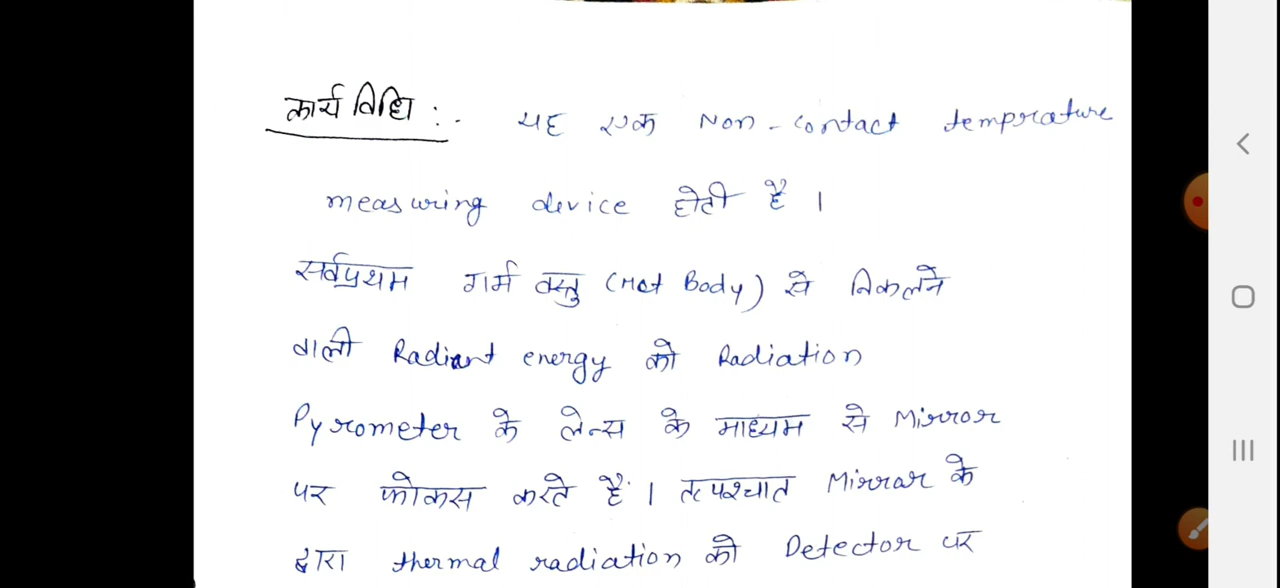 कार्य विधि :- यह एक Non-contact temprature
measuring device होती है ।
सर्वप्रथम गर्म वस्तु (Hot Body) से निकलने
वाली Radiant energy को Radiation
Pyrometer के लेन्स के माध्यम से Mirror
पर फोकस करते हैं । तत्पश्चात Mirrar के
द्वारा thermal radiation को Detector पर